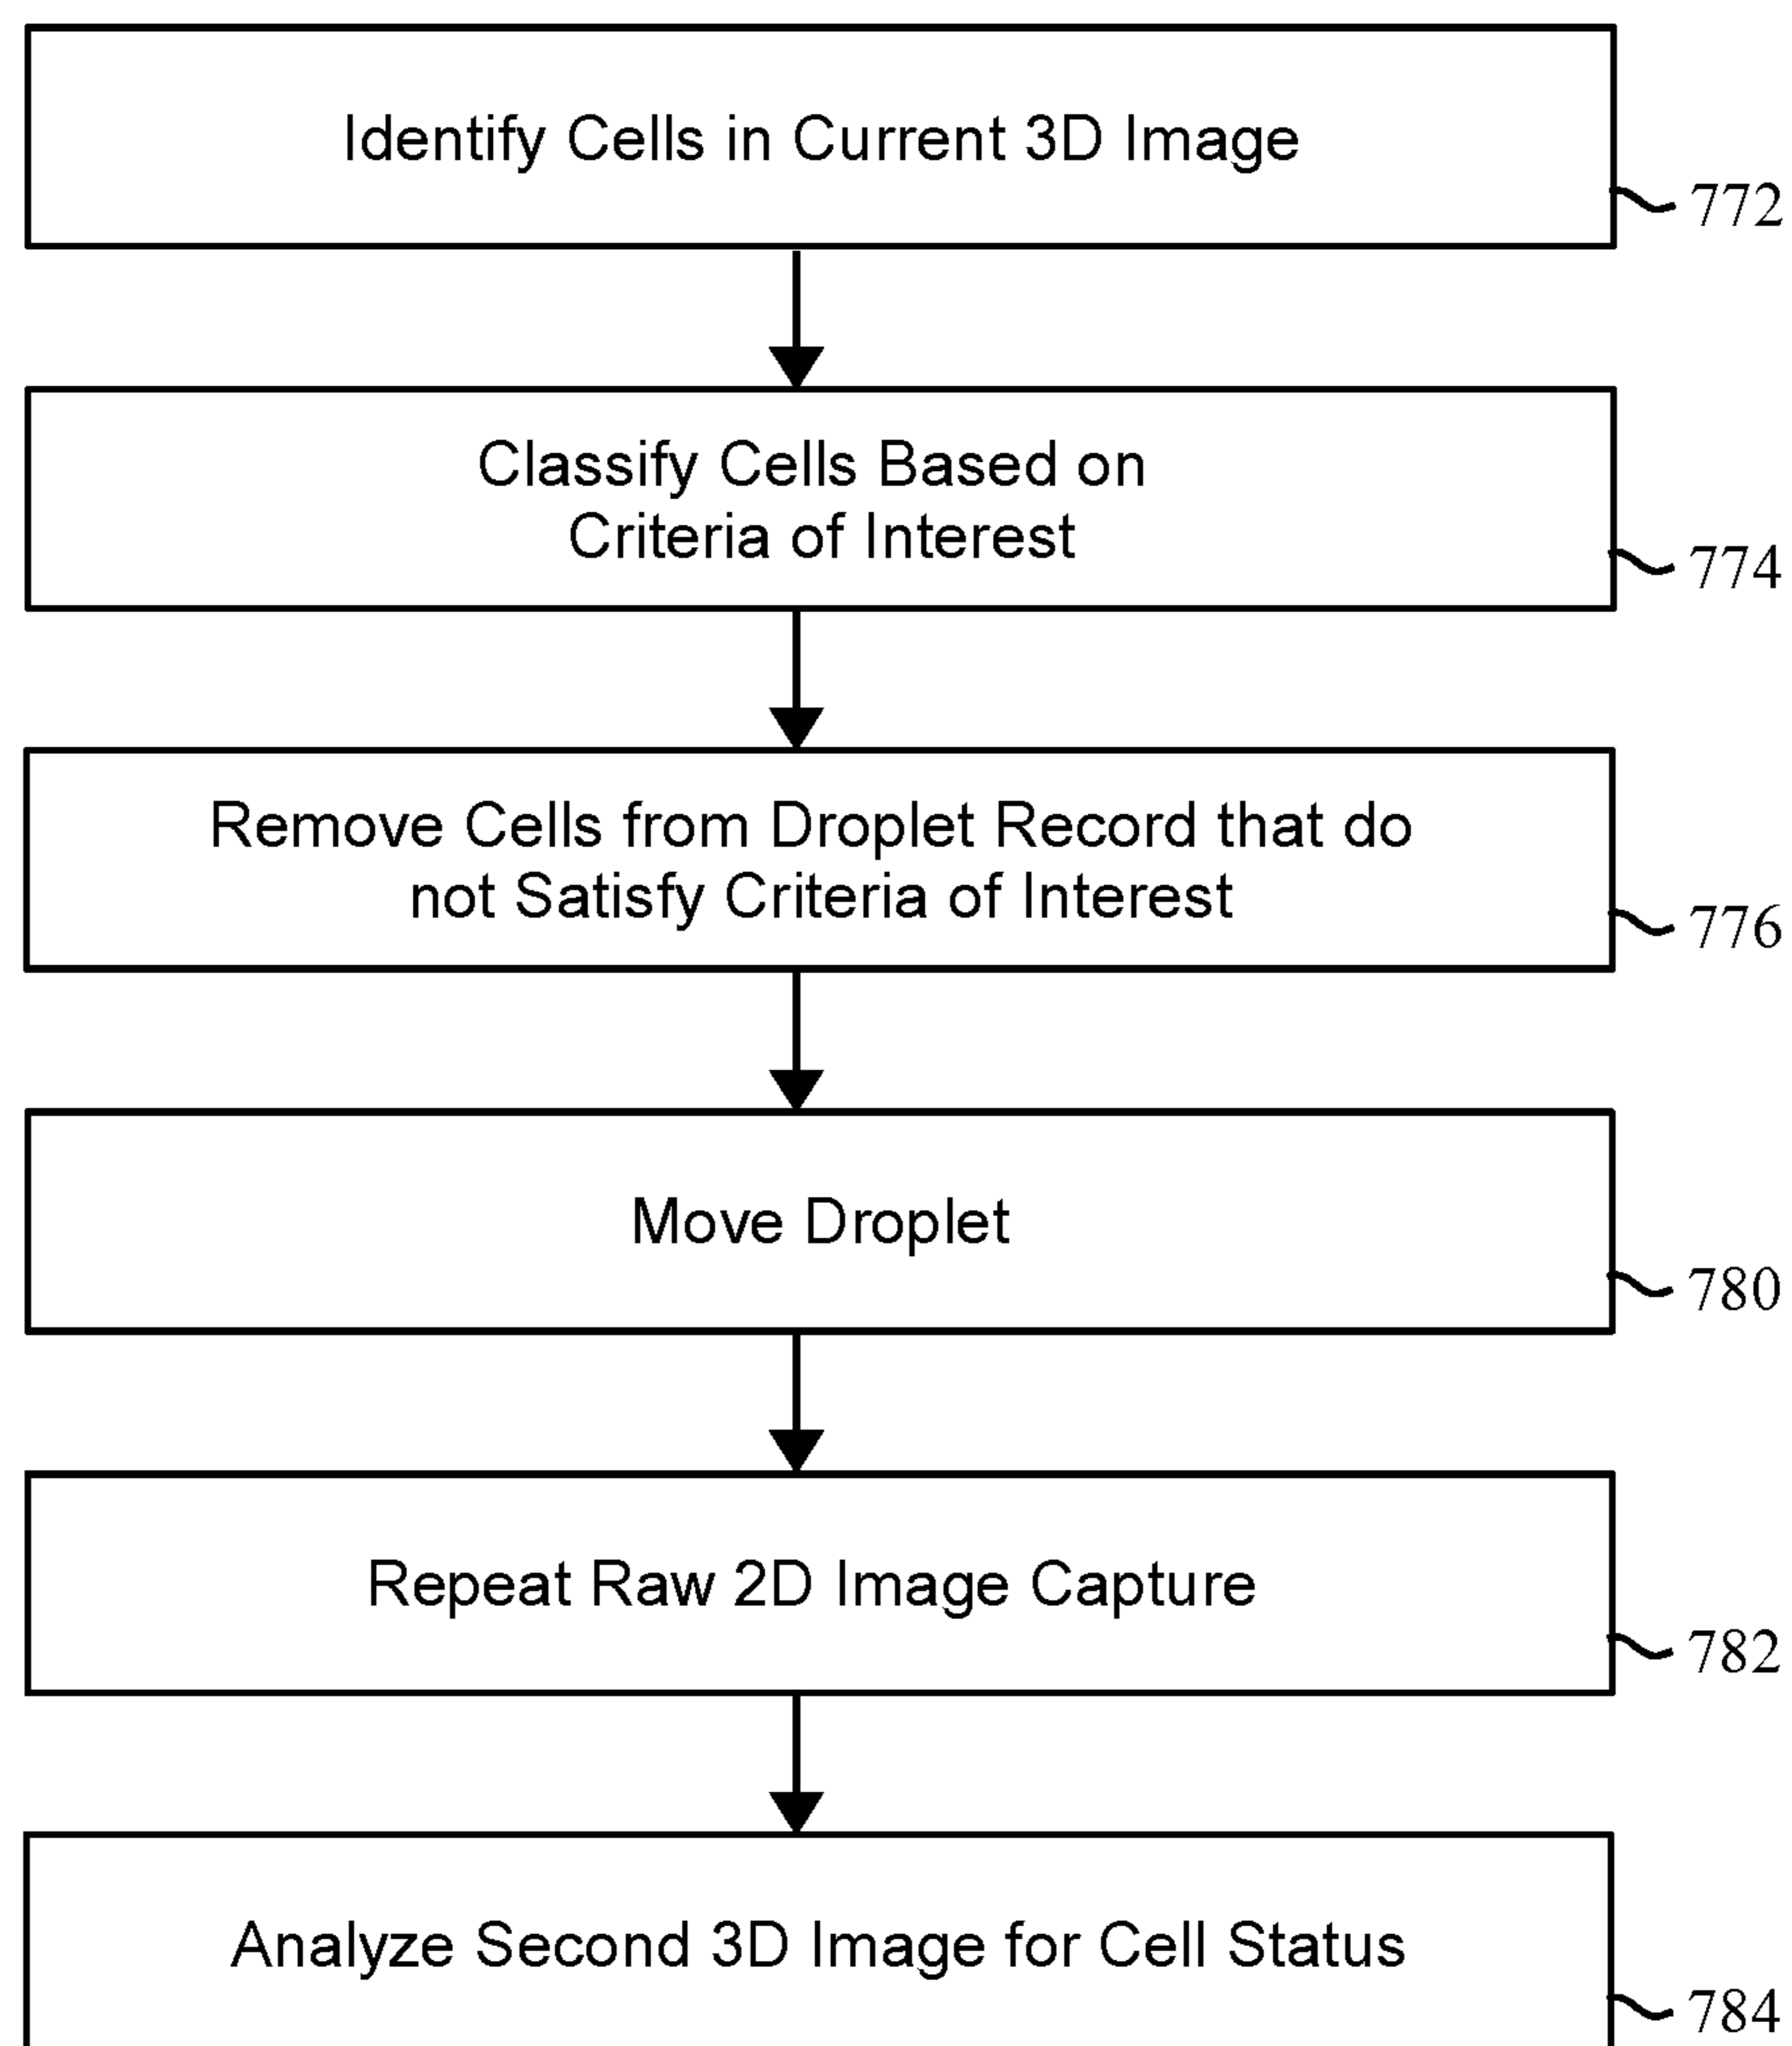 Identify Cells in Current 3D Image
772
Classify Cells Based on
Criteria of Interest
774
Remove Cells from Droplet Record that do
not Satisfy Criteria of Interest
776
Move Droplet
780
Repeat Raw 2D Image Capture
782
Analyze Second 3D Image for Cell Status
784